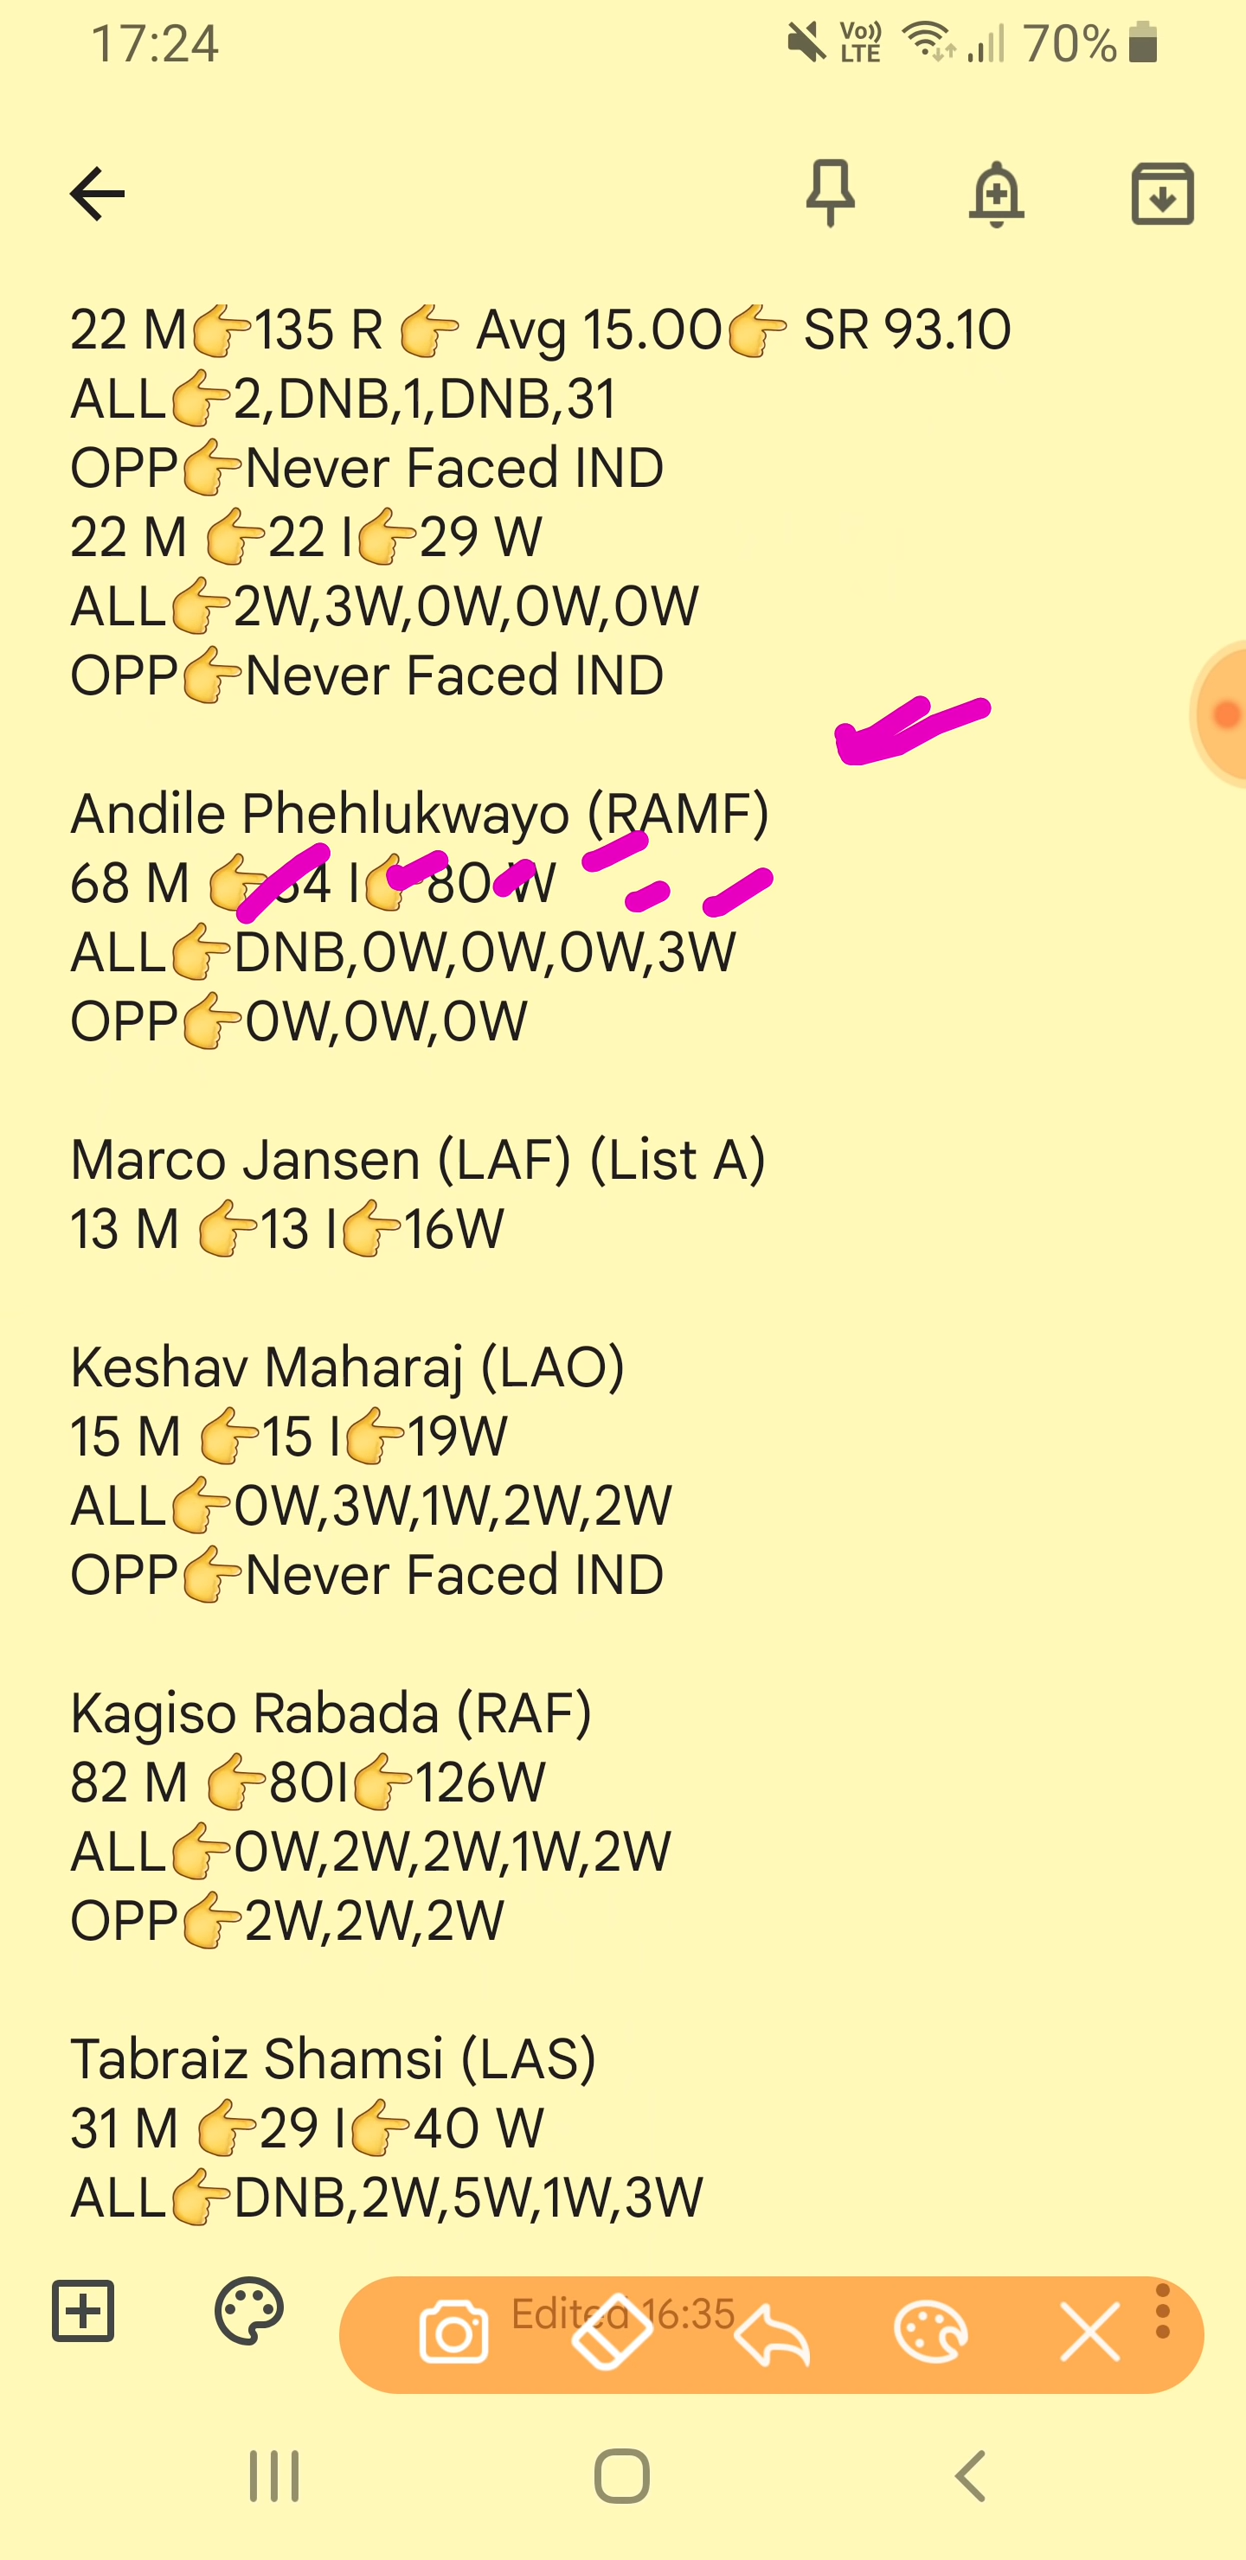 17:24 Vo)) LTE 70%
22 M👉135 R 👉 Avg 15.00👉 SR 93.10
ALL👉2,DNB,1,DNB,31
OPP👉Never Faced IND
22 M 👉22 I👉29 W
ALL👉2W,3W,0W,0W,0W
OPP👉Never Faced IND
Andile Phehlukwayo (RAMF)
68 M 👉 I👉80 W
ALL👉DNB,0W,0W,0W,3W
OPP👉0W,0W,0W
Marco Jansen (LAF) (List A)
13 M 👉13 I👉16W
Keshav Maharaj (LAO)
15 M 👉15 I👉19W
ALL👉0W,3W,1W,2W,2W
OPP👉Never Faced IND
Kagiso Rabada (RAF)
82 M 👉80I👉126W
ALL👉0W,2W,2W,1W,2W
OPP👉2W,2W,2W
Tabraiz Shamsi (LAS)
31 M 👉29 I👉40 W
ALL👉DNB,2W,5W,1W,3W
Edited 16:35